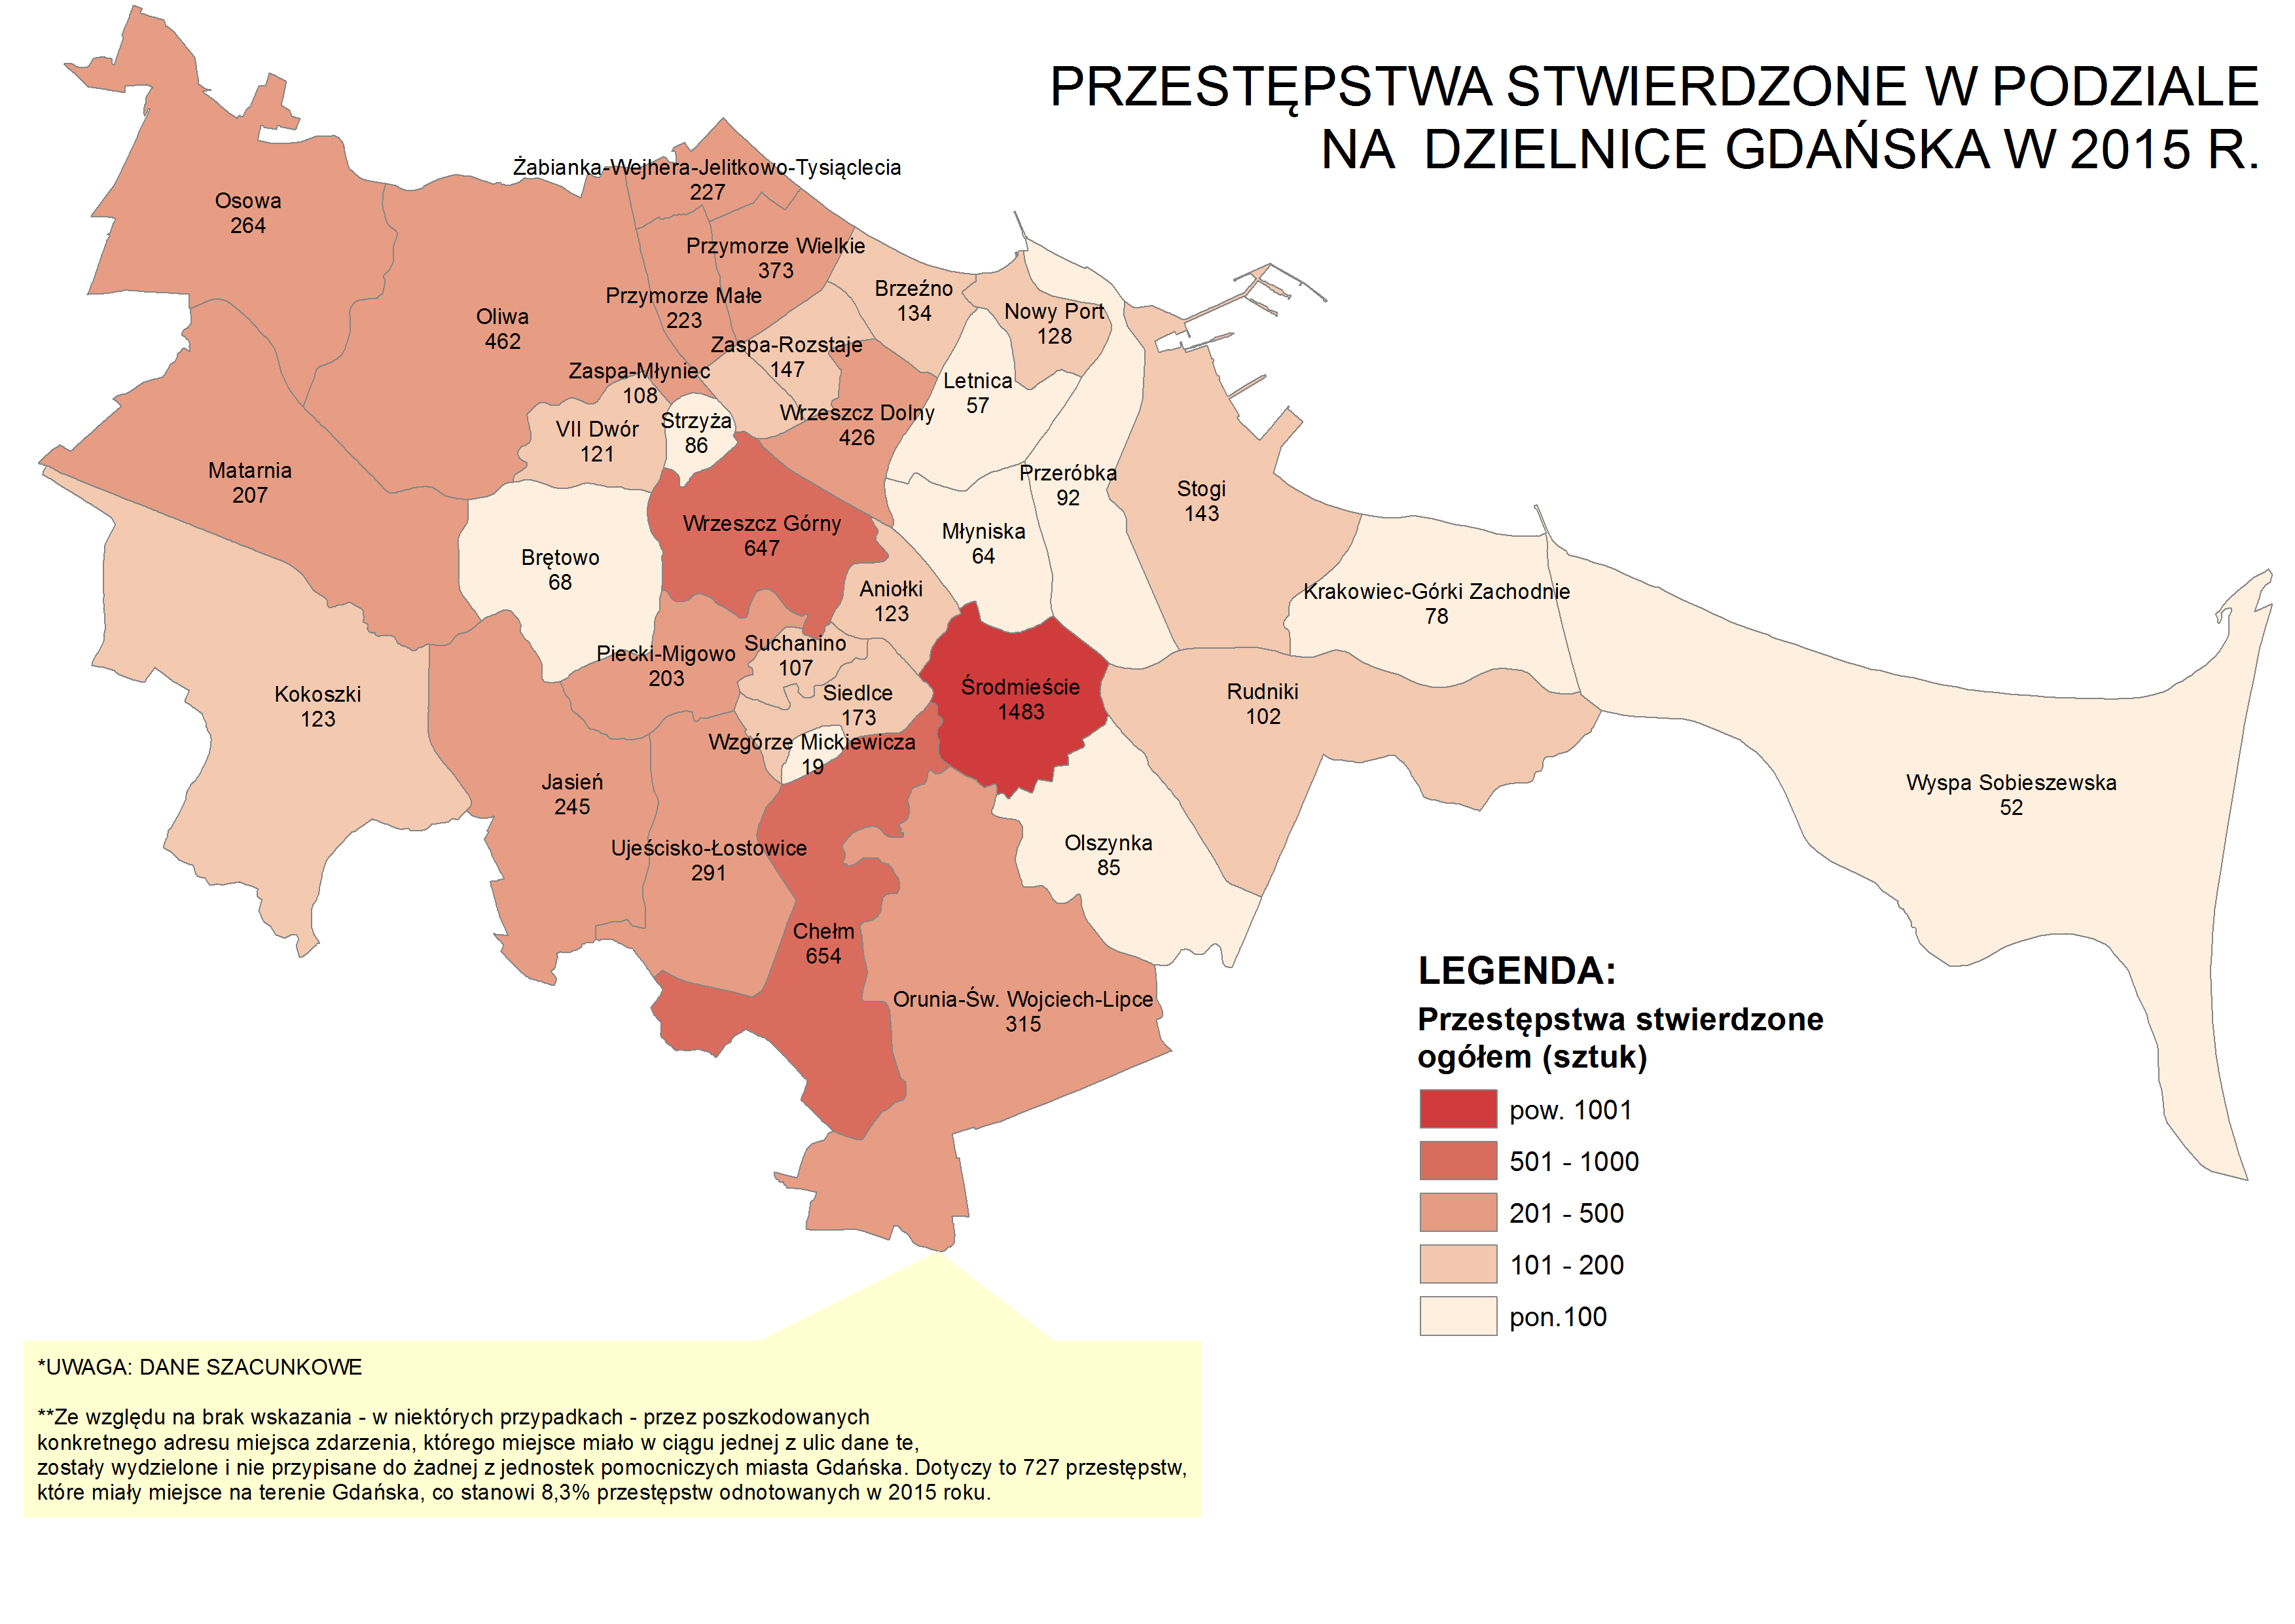 PRZESTĘPSTWA STWIERDZONE W PODZIALE
NA DZIELNICE GDAŃSKA W 2015 R.
Żabianka-Wejhera-Jelitkowo-Tysiąclecia
227
Osowa
264
Przymorze Wielkie
373
Przymorze Małe
223
Oliwa
462
Brzeźno
134
Nowy Port
128
Zaspa-Rozstaje
147
Zaspa-Młyniec
108
Letnica
57
Wrzeszcz Dolny
426
Strzyża
86
VII Dwór
121
Matarnia
207
Przeróbka
92
Stogi
143
Wrzeszcz Górny
647
Młyniska
64
Brętowo
68
Aniołki
123
Krakowiec-Górki Zachodnie
78
Suchanino
107
Piecki-Migowo
203
Siedlce
173
Środmieście
1483
Rudniki
102
Kokoszki
123
Wzgórze Mickiewicza
19
Jasień
245
Wyspa Sobieszewska
52
Ujeścisko-Łostowice
291
Olszynka
85
Chełm
654
Orunia-Św. Wojciech-Lipce
315
LEGENDA:
Przestępstwa stwierdzone
ogółem (sztuk)
pow. 1001
501 - 1000
201 - 500
101 - 200
pon.100
*UWAGA: DANE SZACUNKOWE
**Ze względu na brak wskazania - w niektórych przypadkach - przez poszkodowanych
konkretnego adresu miejsca zdarzenia, którego miejsce miało w ciągu jednej z ulic dane te,
zostały wydzielone i nie przypisane do żadnej z jednostek pomocniczych miasta Gdańska. Dotyczy to 727 przestępstw,
które miały miejsce na terenie Gdańska, co stanowi 8,3% przestępstw odnotowanych w 2015 roku.